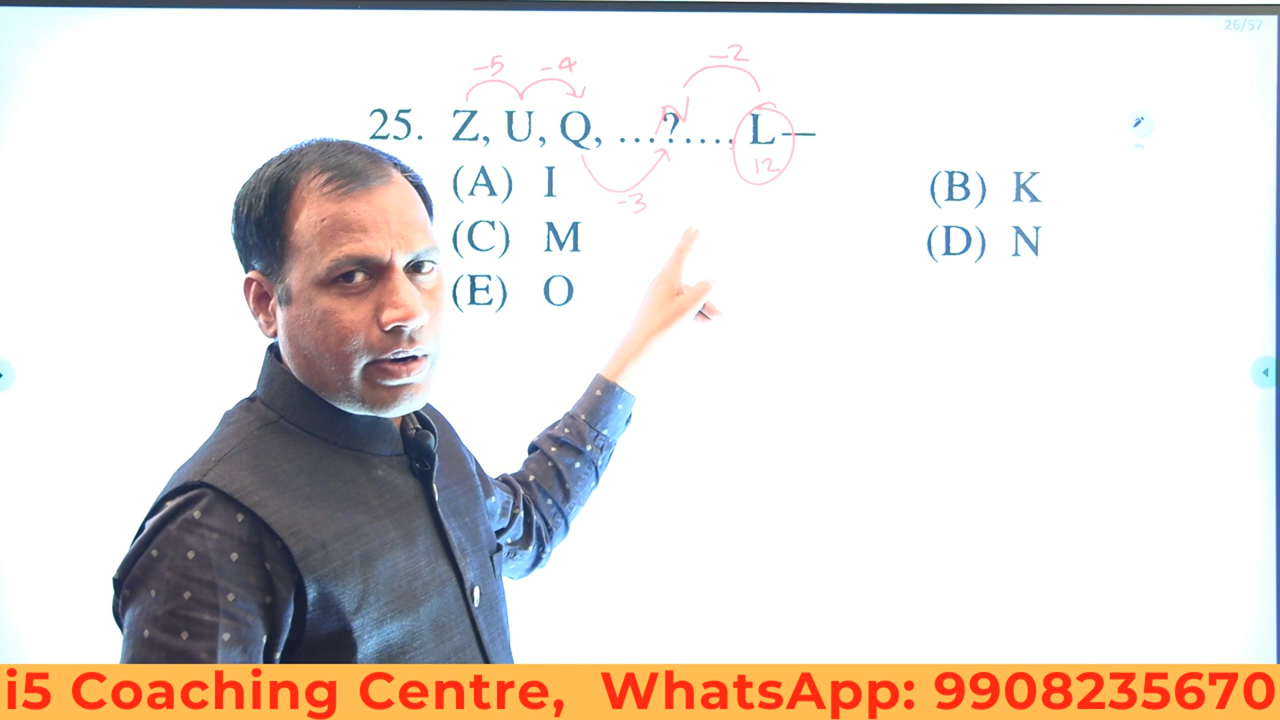 26/57
-5 -4 -2
25. Z, U, Q, ...?.... L—
N
12
-3
(A) I (B) K
(C) M (D) N
(E) O
i5 Coaching Centre, WhatsApp: 9908235670